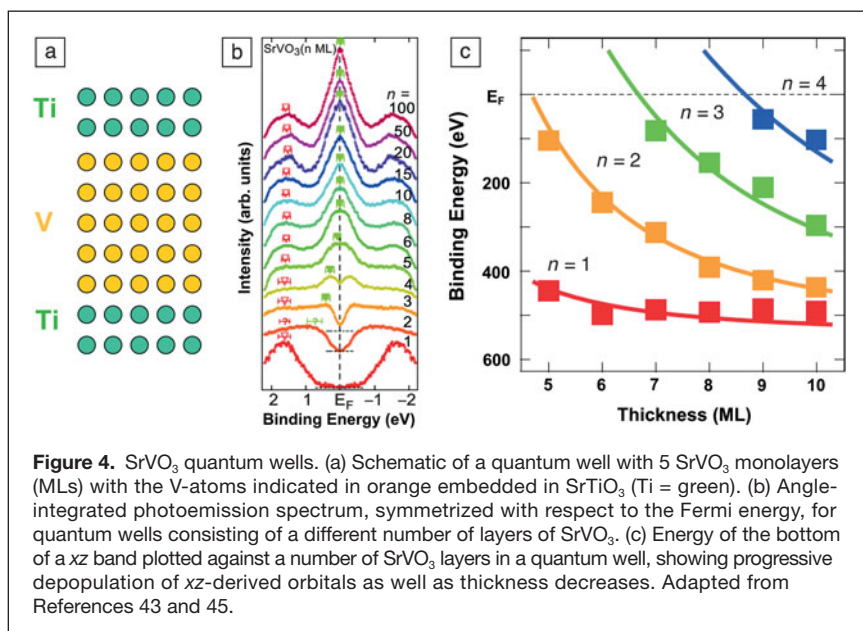 a
Ti
V
Ti
b
SrVO₃(n ML)
n =
100
50
20
15
10
8
6
5
4
3
2
1
Intensity (arb. units)
2 1 E_F −1 −2
Binding Energy (eV)
c
E_F
200
400
600
Binding Energy (eV)
n = 4
n = 3
n = 2
n = 1
5 6 7 8 9 10
Thickness (ML)
Figure 4. SrVO₃ quantum wells. (a) Schematic of a quantum well with 5 SrVO₃ monolayers
(MLs) with the V-atoms indicated in orange embedded in SrTiO₃ (Ti = green). (b) Angle-
integrated photoemission spectrum, symmetrized with respect to the Fermi energy, for
quantum wells consisting of a different number of layers of SrVO₃. (c) Energy of the bottom
of a xz band plotted against a number of SrVO₃ layers in a quantum well, showing progressive
depopulation of xz-derived orbitals as well as thickness decreases. Adapted from
References 43 and 45.